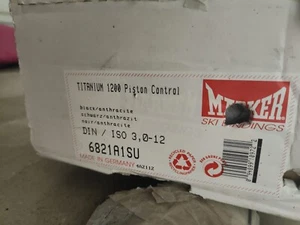 TITANIUM 1200 Piston Control
black/anthracite
schwarz/anthrazit
noir/anthracite
DIN / ISO 3,0-12
6821A1SU
MADE IN GERMANY
MARKER
SKI BINDINGS